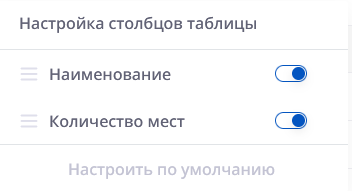 Настройка столбцов таблицы
Наименование
Количество мест
Настроить по умолчанию